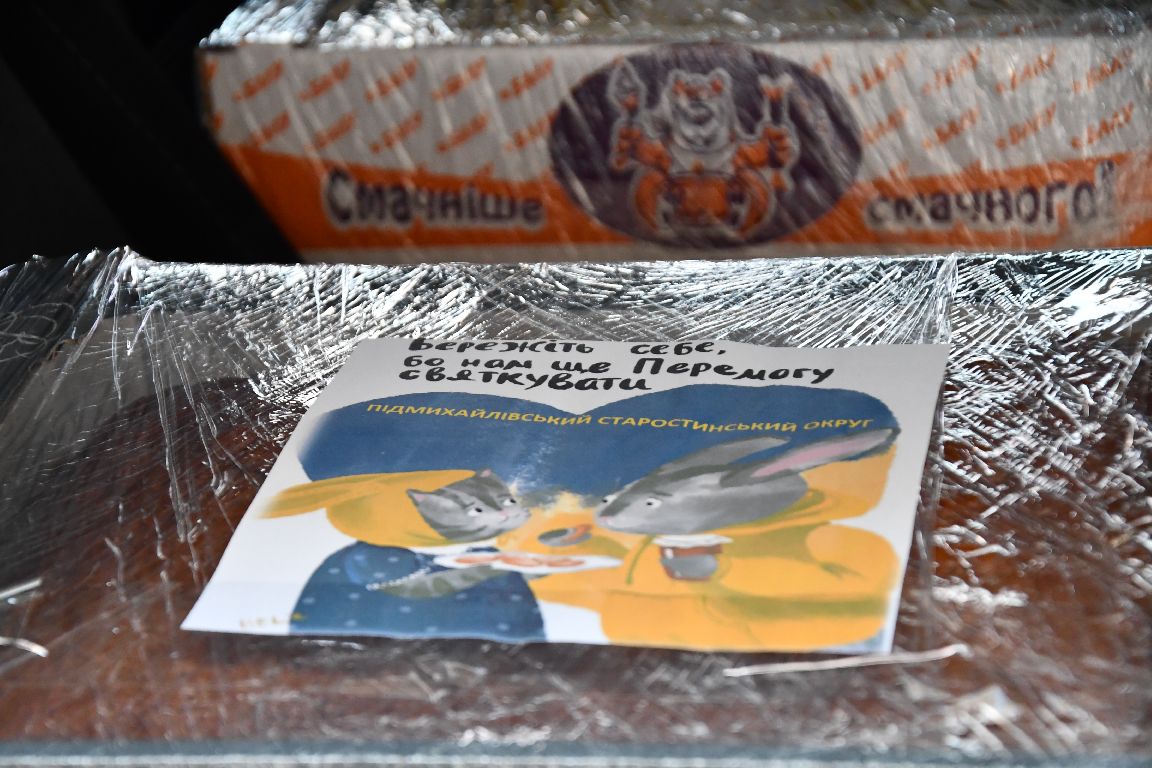 Смачніше смачного!
Бережіть себе,
бо нам ще Перемогу
святкувати
ПІДМИХАЙЛІВСЬКИЙ СТАРОСТИНСЬКИЙ ОКРУГ